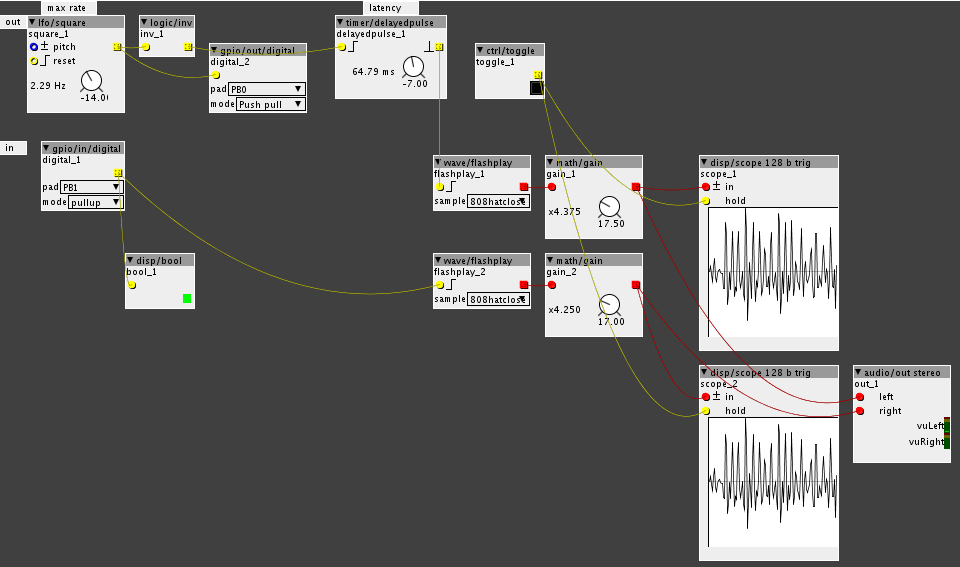 max rate
latency
out
lfo/square
square_1
pitch
reset
2.29 Hz
-14.0
logic/inv
inv_1
gpio/out/digital
digital_2
pad PB0
mode Push pull
timer/delayedpulse
delayedpulse_1
64.79 ms
-7.00
ctrl/toggle
toggle_1
in
gpio/in/digital
digital_1
pad PB1
mode pullup
disp/bool
bool_1
wave/flashplay
flashplay_1
sample 808hatclose
math/gain
gain_1
x4.375
17.50
disp/scope 128 b trig
scope_1
in
hold
wave/flashplay
flashplay_2
sample 808hatclose
math/gain
gain_2
x4.250
17.00
disp/scope 128 b trig
scope_2
in
hold
audio/out stereo
out_1
left
right
vuLeft
vuRight